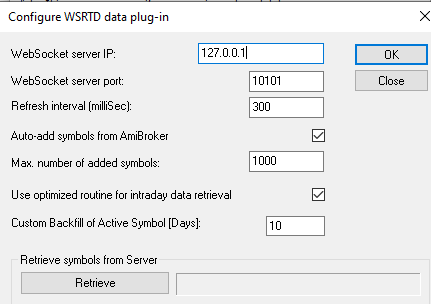 Configure WSRTD data plug-in
WebSocket server IP: 127.0.0.1
OK
WebSocket server port: 10101
Close
Refresh interval (milliSec): 300
Auto-add symbols from AmiBroker
Max. number of added symbols: 1000
Use optimized routine for intraday data retrieval
Custom Backfill of Active Symbol [Days]: 10
Retrieve symbols from Server
Retrieve